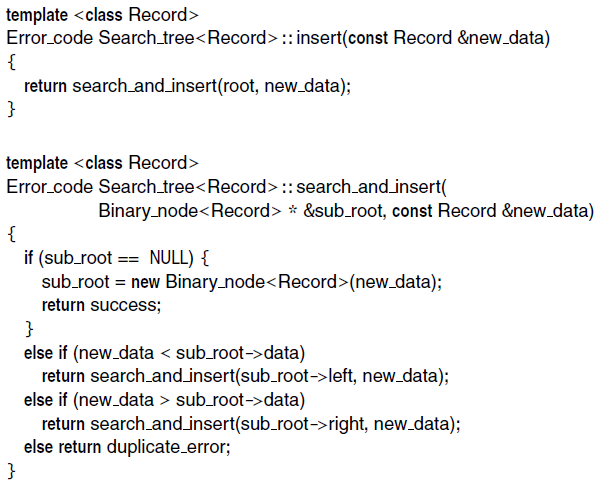 template <class Record>
Error_code Search_tree<Record> :: insert(const Record &new_data)
{
return search_and_insert(root, new_data);
}
template <class Record>
Error_code Search_tree<Record> :: search_and_insert(
Binary_node<Record> * &sub_root, const Record &new_data)
{
if (sub_root == NULL) {
sub_root = new Binary_node<Record>(new_data);
return success;
}
else if (new_data < sub_root->data)
return search_and_insert(sub_root->left, new_data);
else if (new_data > sub_root->data)
return search_and_insert(sub_root->right, new_data);
else return duplicate_error;
}